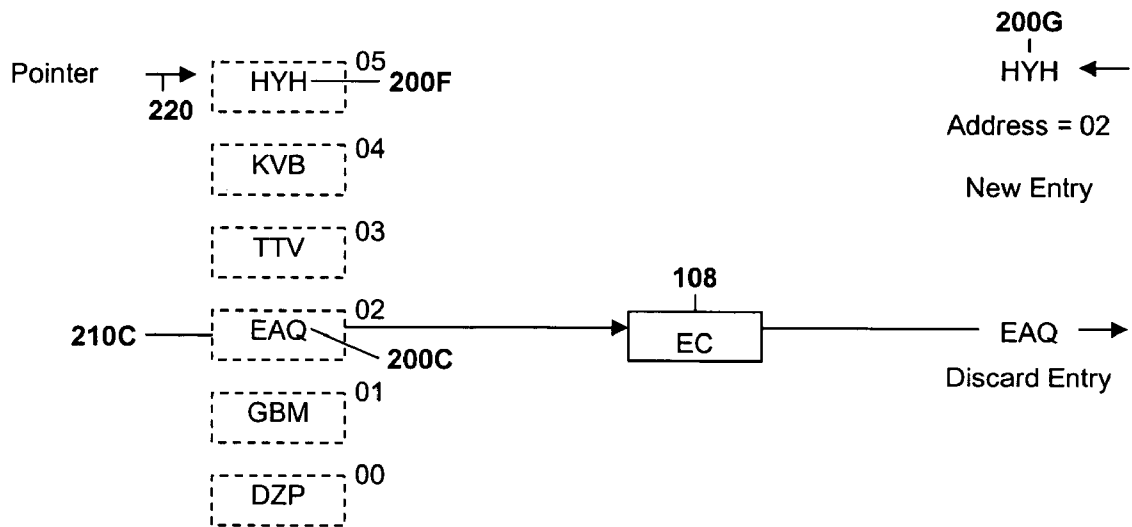 200G
05
Pointer
HYH
200F
HYH
220
Address = 02
04
KVB
New Entry
03
TTV
108
02
210C
EAQ
EC
EAQ
200C
Discard Entry
01
GBM
00
DZP